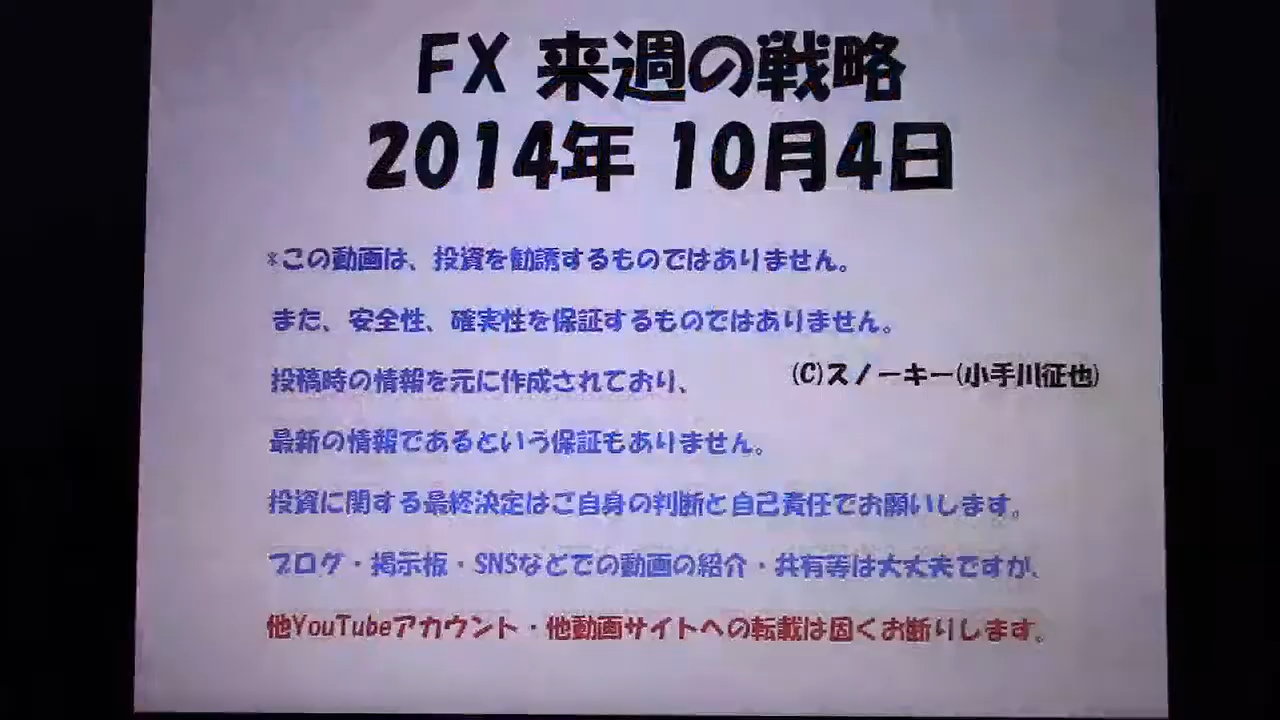 FX 来週の戦略
2014年 10月4日
*この動画は、投資を勧誘するものではありません。
また、安全性、確実性を保証するものではありません。
(C)スノーキー(小手川征也)
投稿時の情報を元に作成されており、
最新の情報であるという保証もありません。
投資に関する最終決定はご自身の判断と自己責任でお願いします。
ブログ・掲示板・SNSなどでの動画の紹介・共有等は大丈夫ですが、
他YouTubeアカウント・他動画サイトへの転載は固くお断りします。